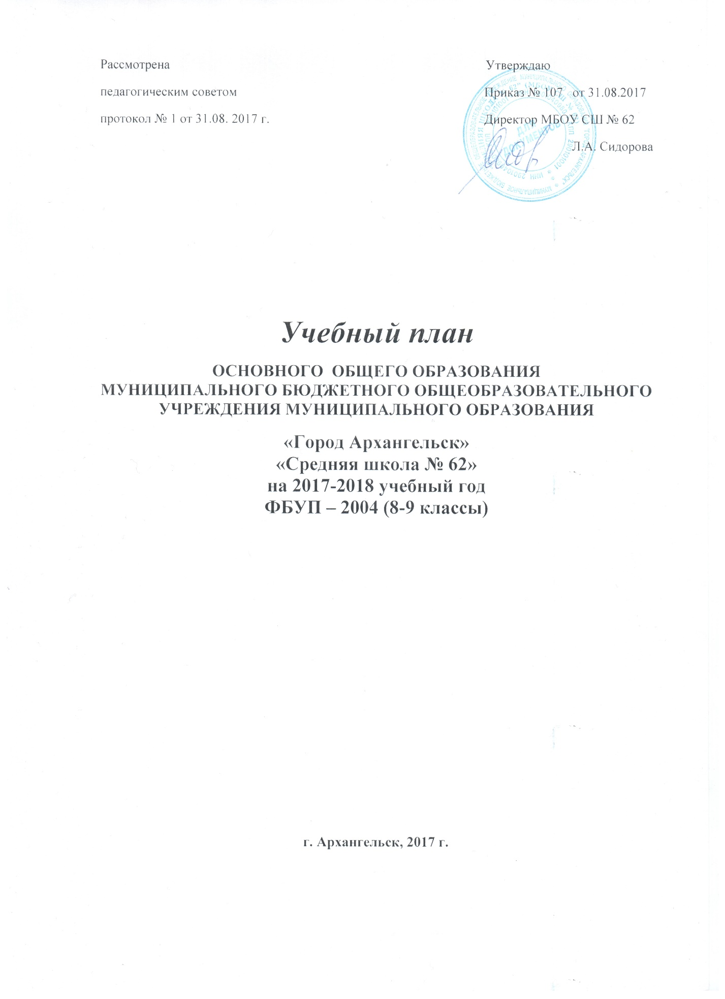 Рассмотрена
Утверждаю
педагогическим советом
Приказ № 107 от 31.08.2017
протокол № 1 от 31.08. 2017 г.
Директор МБОУ СШ № 62
Л.А. Сидорова
ДЛЯ
ДОКУМЕНТОВ
Учебный план
ОСНОВНОГО ОБЩЕГО ОБРАЗОВАНИЯ
МУНИЦИПАЛЬНОГО БЮДЖЕТНОГО ОБЩЕОБРАЗОВАТЕЛЬНОГО
УЧРЕЖДЕНИЯ МУНИЦИПАЛЬНОГО ОБРАЗОВАНИЯ
«Город Архангельск»
«Средняя школа № 62»
на 2017-2018 учебный год
ФБУП – 2004 (8-9 классы)
г. Архангельск, 2017 г.